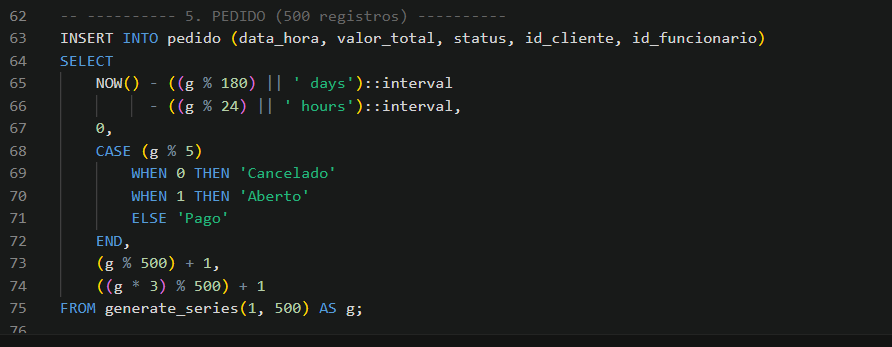 62 -- ---------- 5. PEDIDO (500 registros) ----------
63 INSERT INTO pedido (data_hora, valor_total, status, id_cliente, id_funcionario)
64 SELECT
65     NOW() - ((g % 180) || ' days')::interval
66           - ((g % 24) || ' hours')::interval,
67     0,
68     CASE (g % 5)
69         WHEN 0 THEN 'Cancelado'
70         WHEN 1 THEN 'Aberto'
71         ELSE 'Pago'
72     END,
73     (g % 500) + 1,
74     ((g * 3) % 500) + 1
75 FROM generate_series(1, 500) AS g;
76